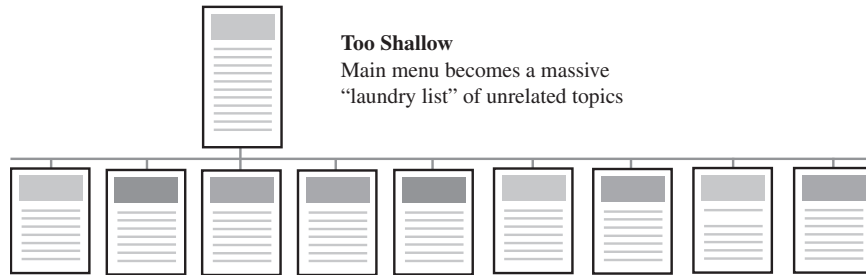 Too Shallow
Main menu becomes a massive
“laundry list” of unrelated topics